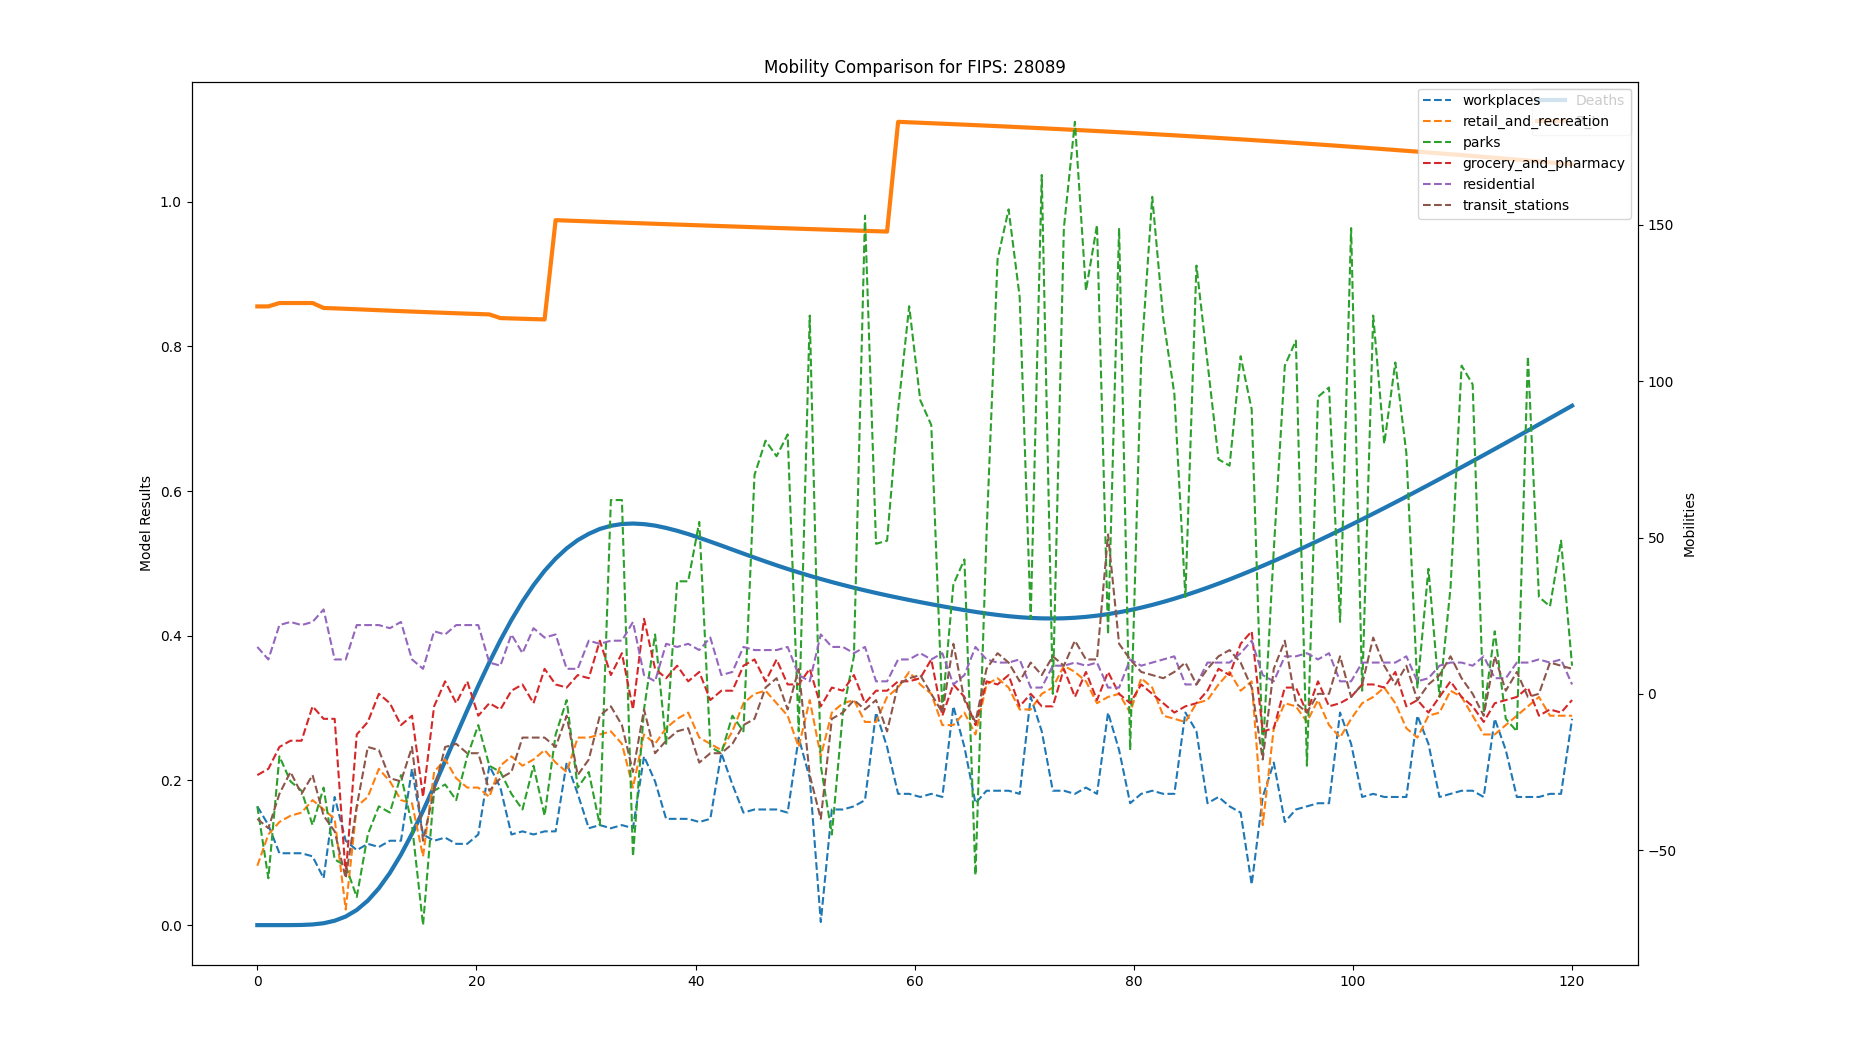 Mobility Comparison for FIPS: 28089
workplaces
Deaths
retail_and_recreation
parks
grocery_and_pharmacy
residential
transit_stations
Model Results
1.0
0.8
0.6
0.4
0.2
0.0
0
20
40
60
80
100
120
150
100
50
0
−50
Mobilities